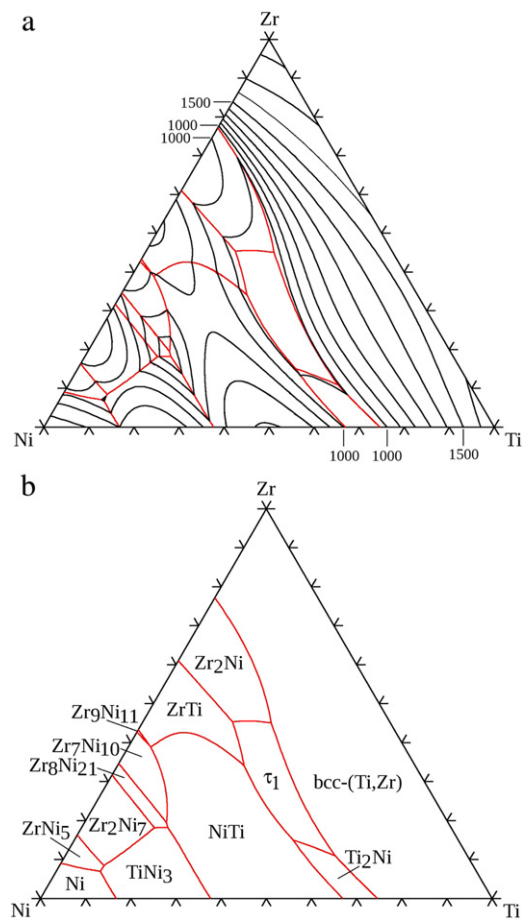 a
Zr
1500
1000
1000
Ni
Ti
1000
1000
1500
b
Zr
Zr2Ni
Zr9Ni11
ZrTi
Zr7Ni10
Zr8Ni21
τ1
bcc-(Ti,Zr)
Zr2Ni7
NiTi
ZrNi5
Ti2Ni
Ni
TiNi3
Ni
Ti